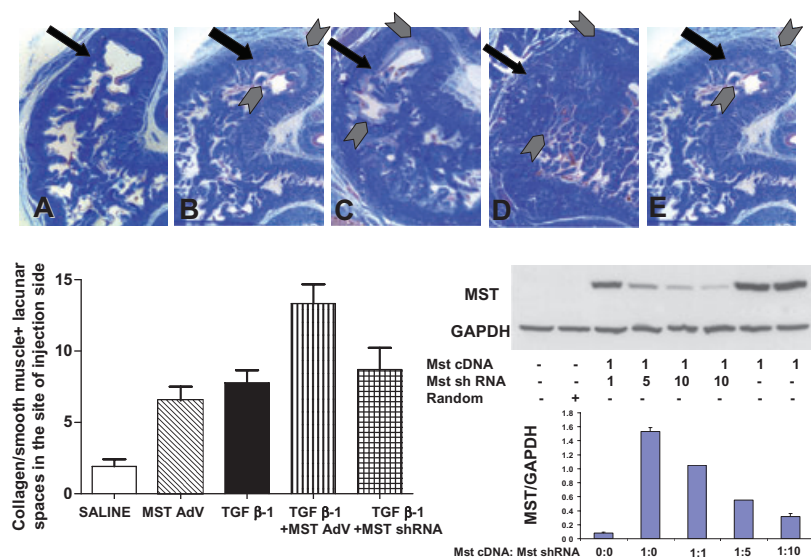 A B C D E
15
10
5
0
Collagen/smooth muscle+ lacunar
spaces in the site of injection side
SALINE MST AdV TGF β-1 TGF β-1 TGF β-1
+MST AdV +MST shRNA
MST
GAPDH
Mst cDNA - - 1 1 1 1 1 1
Mst sh RNA - - 1 5 10 10 - -
Random - + - - - - - -
MST/GAPDH
1.8
1.6
1.4
1.2
1.0
0.8
0.6
0.4
0.2
0.0
0:0 1:0 1:1 1:5 1:10
Mst cDNA: Mst shRNA